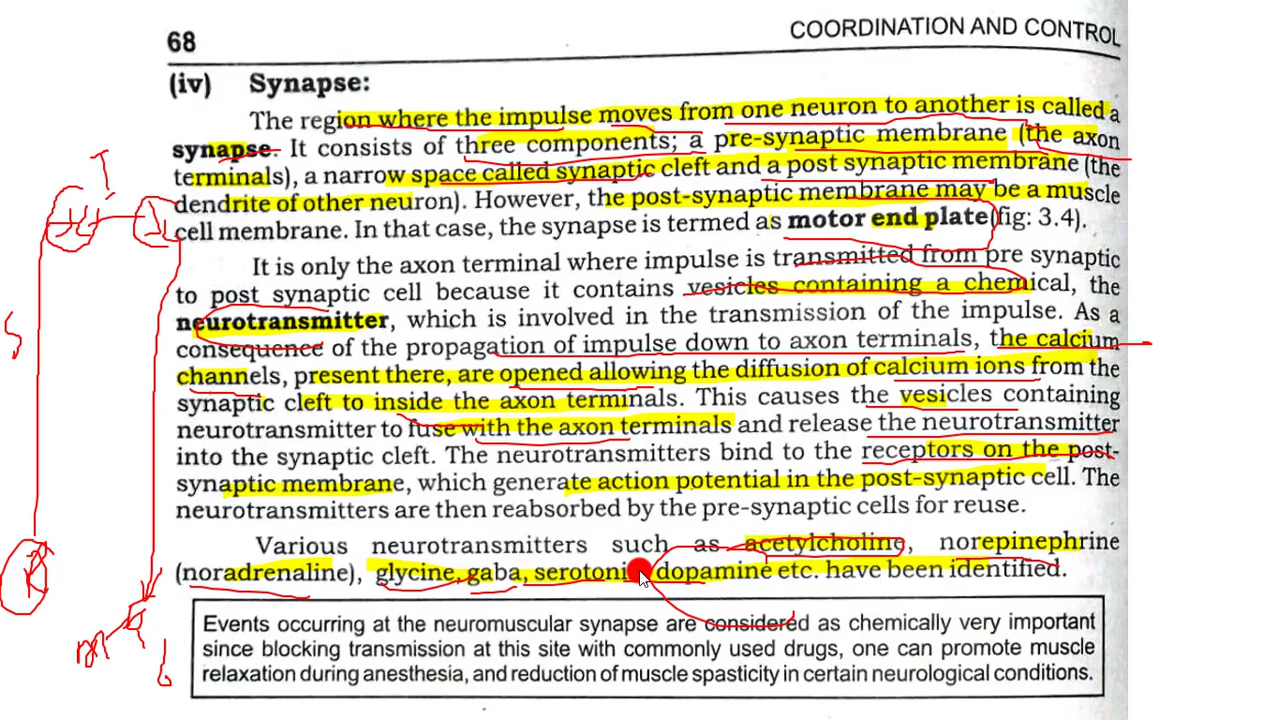 68
COORDINATION AND CONTROL
(iv) Synapse:
The region where the impulse moves from one neuron to another is called a
synapse. It consists of three components; a pre-synaptic membrane (the axon
terminals), a narrow space called synaptic cleft and a post synaptic membrane (the
dendrite of other neuron). However, the post-synaptic membrane may be a muscle
cell membrane. In that case, the synapse is termed as motor end plate(fig: 3.4).
It is only the axon terminal where impulse is transmitted from pre synaptic
to post synaptic cell because it contains vesicles containing a chemical, the
neurotransmitter, which is involved in the transmission of the impulse. As a
consequence of the propagation of impulse down to axon terminals, the calcium
channels, present there, are opened allowing the diffusion of calcium ions from the
synaptic cleft to inside the axon terminals. This causes the vesicles containing
neurotransmitter to fuse with the axon terminals and release the neurotransmitter
into the synaptic cleft. The neurotransmitters bind to the receptors on the post-
synaptic membrane, which generate action potential in the post-synaptic cell. The
neurotransmitters are then reabsorbed by the pre-synaptic cells for reuse.
Various neurotransmitters such as acetylcholine, norepinephrine
(noradrenaline), glycine, gaba, dopamine etc. have been identified.
Events occurring at the neuromuscular synapse are considered as chemically very important
since blocking transmission at this site with commonly used drugs, one can promote muscle
relaxation during anesthesia, and reduction of muscle spasticity in certain neurological conditions.